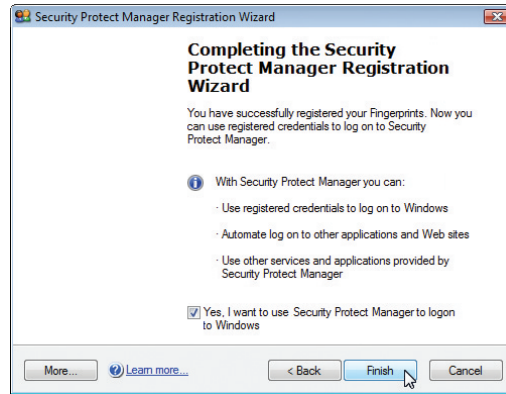 Security Protect Manager Registration Wizard
Completing the Security
Protect Manager Registration
Wizard
You have successfully registered your Fingerprints. Now you
can use registered credentials to log on to Security
Protect Manager.
With Security Protect Manager you can:
· Use registered credentials to log on to Windows
· Automate log on to other applications and Web sites
· Use other services and applications provided by
Security Protect Manager
Yes, I want to use Security Protect Manager to logon
to Windows
More... Learn more... < Back Finish Cancel